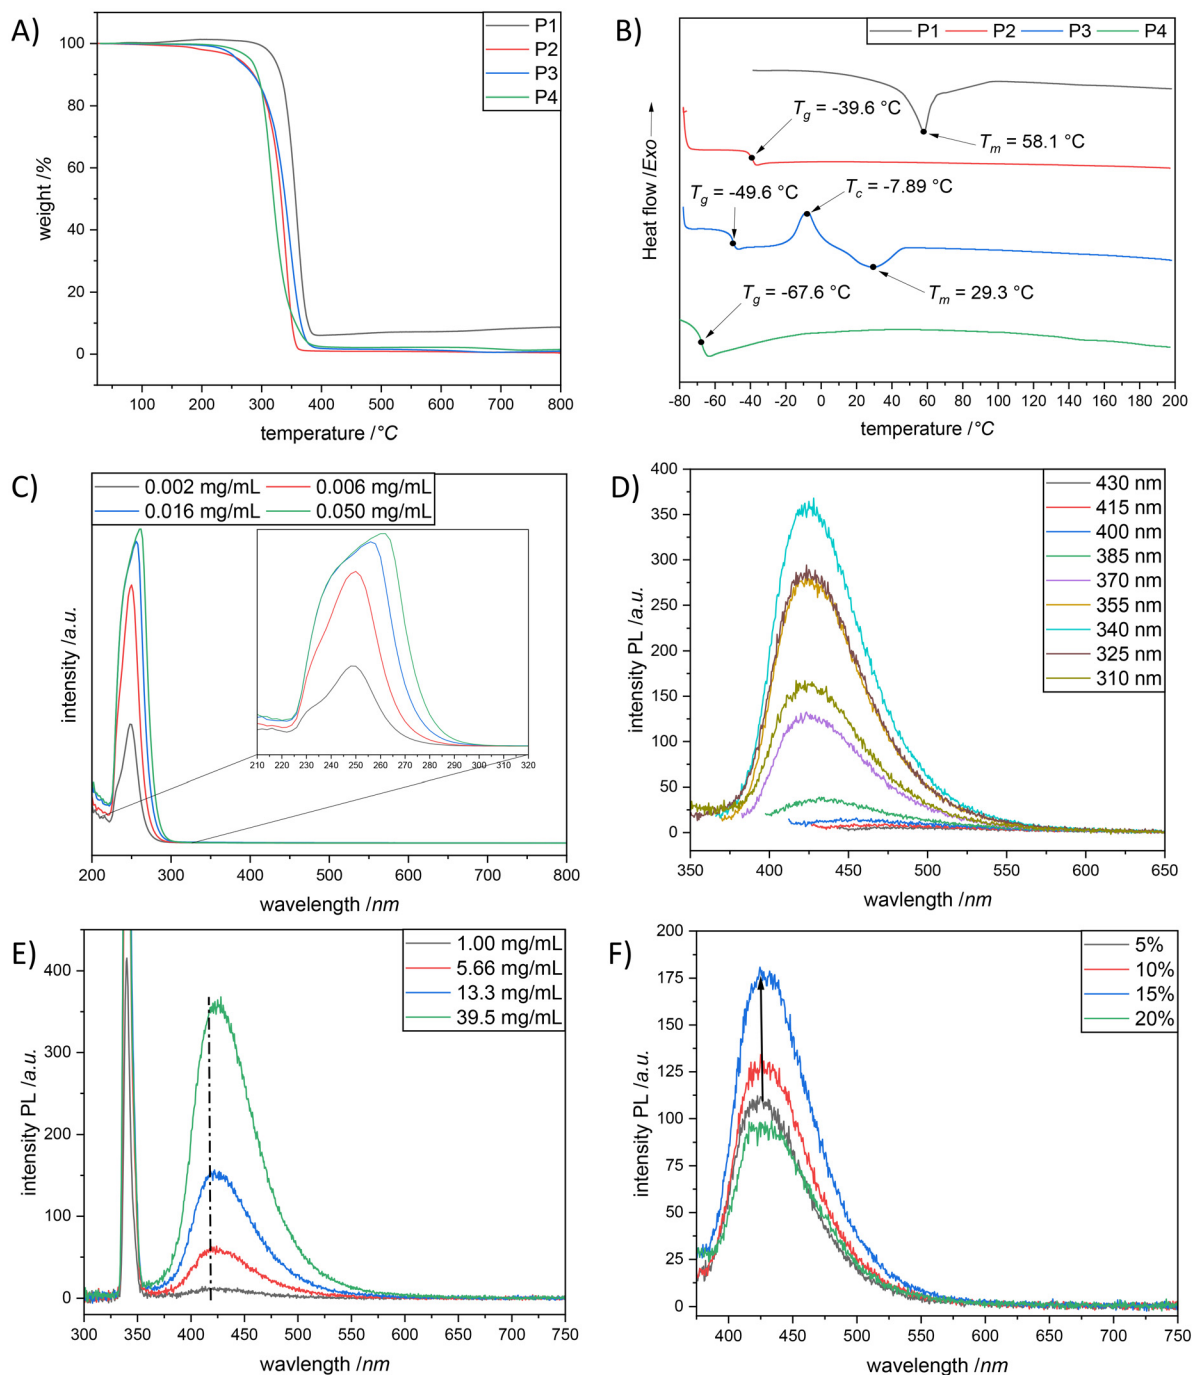 A)
P1
P2
P3
P4
100
80
60
40
20
0
weight /%
100 200 300 400 500 600 700 800
temperature /°C
B)
P1 P2 P3 P4
Tg = -39.6 °C
Tm = 58.1 °C
Tg = -49.6 °C
Tc = -7.89 °C
Tm = 29.3 °C
Tg = -67.6 °C
Heat flow /Exo
-80 -60 -40 -20 0 20 40 60 80 100 120 140 160 180 200
temperature /°C
C)
0.002 mg/mL 0.006 mg/mL
0.016 mg/mL 0.050 mg/mL
intensity /a.u.
210 220 230 240 250 260 270 280 290 300 310 320
200 300 400 500 600 700 800
wavelength /nm
D)
430 nm
415 nm
400 nm
385 nm
370 nm
355 nm
340 nm
325 nm
310 nm
400
350
300
250
200
150
100
50
0
intensity PL /a.u.
350 400 450 500 550 600 650
wavelength /nm
E)
1.00 mg/mL
5.66 mg/mL
13.3 mg/mL
39.5 mg/mL
400
300
200
100
0
intensity PL /a.u.
300 350 400 450 500 550 600 650 700 750
wavelength /nm
F)
5%
10%
15%
20%
200
175
150
125
100
75
50
25
0
intensity PL /a.u.
400 450 500 550 600 650 700 750
wavelength /nm